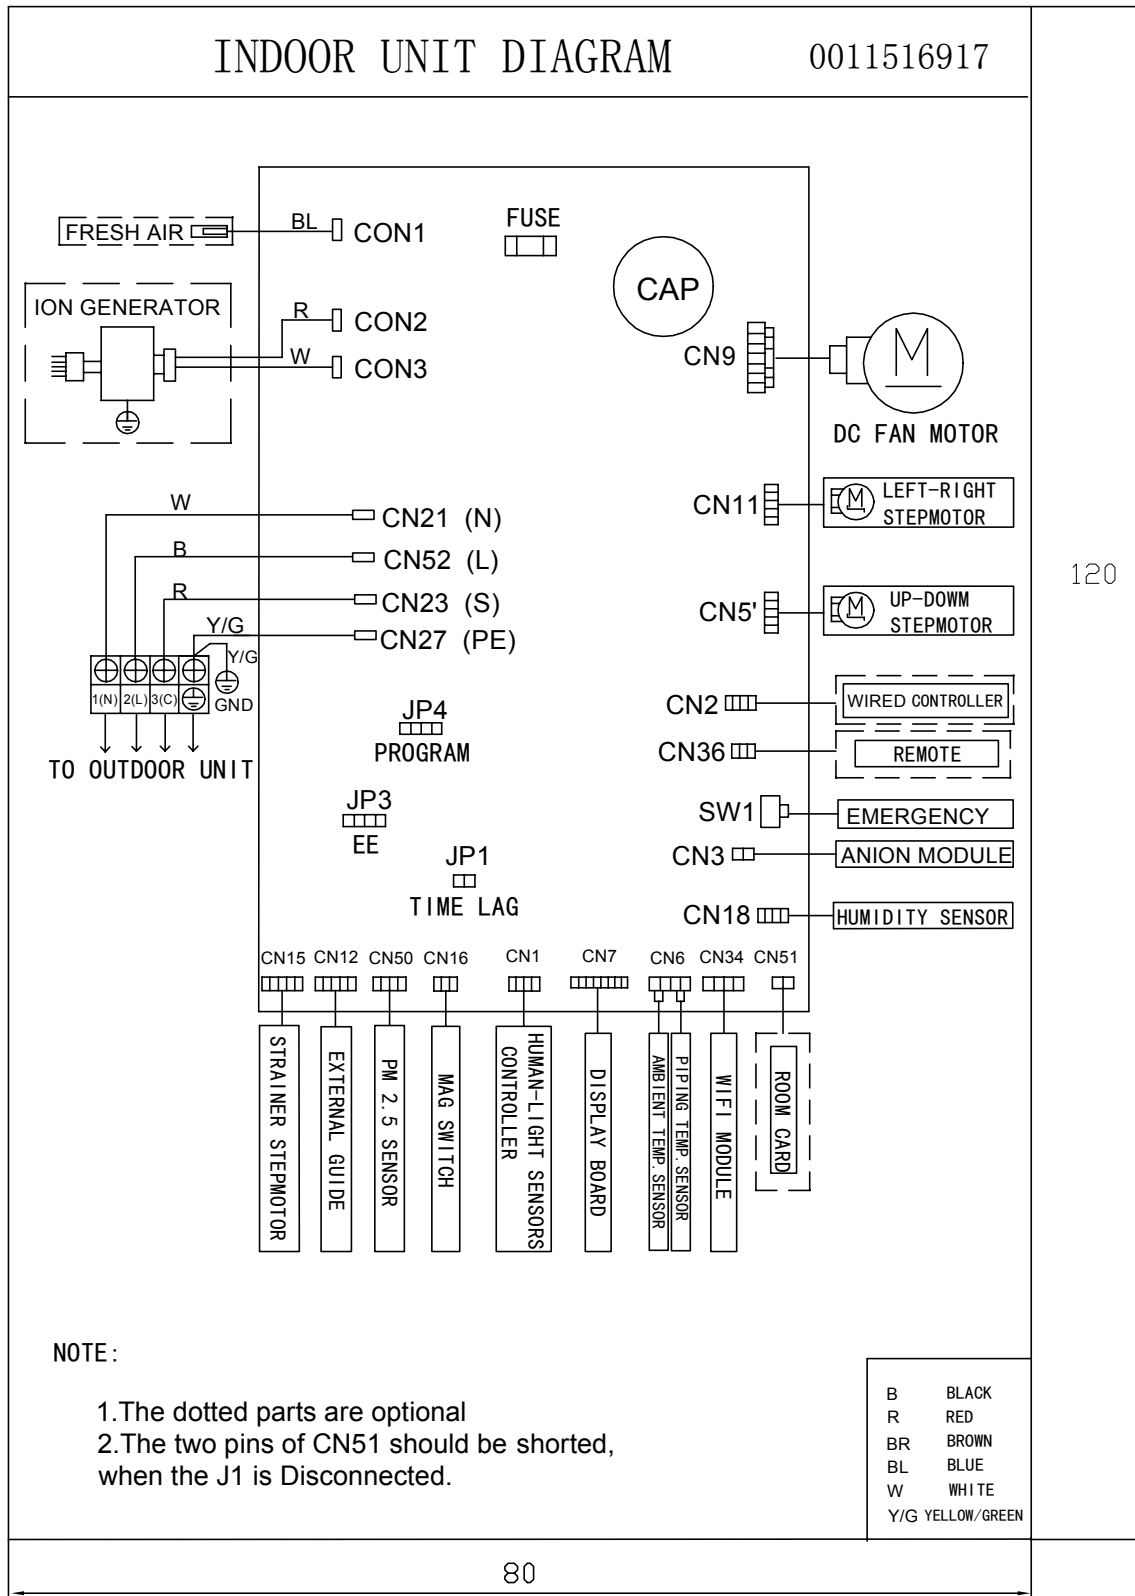 INDOOR UNIT DIAGRAM 0011516917
FRESH AIR
BL
CON1
FUSE
CAP
ION GENERATOR
R
CON2
W
CON3
CN9
M
DC FAN MOTOR
W
CN21 (N)
B
CN52 (L)
R
CN23 (S)
Y/G
CN27 (PE)
Y/G
GND
1(N) 2(L) 3(C)
TO OUTDOOR UNIT
CN11
M
LEFT-RIGHT
STEPMOTOR
CN5'
M
UP-DOWM
STEPMOTOR
120
CN2
WIRED CONTROLLER
CN36
REMOTE
SW1
EMERGENCY
CN3
ANION MODULE
CN18
HUMIDITY SENSOR
JP4
PROGRAM
JP3
EE
JP1
TIME LAG
CN15 CN12 CN50 CN16 CN1 CN7 CN6 CN34 CN51
STRAINER STEPMOTOR
EXTERNAL GUIDE
PM 2.5 SENSOR
MAG SWITCH
HUMAN-LIGHT SENSORS
CONTROLLER
DISPLAY BOARD
AMBIENT TEMP. SENSOR
PIPING TEMP. SENSOR
WIFI MODULE
ROOM CARD
NOTE:
1.The dotted parts are optional
2.The two pins of CN51 should be shorted,
when the J1 is Disconnected.
B BLACK
R RED
BR BROWN
BL BLUE
W WHITE
Y/G YELLOW/GREEN
80